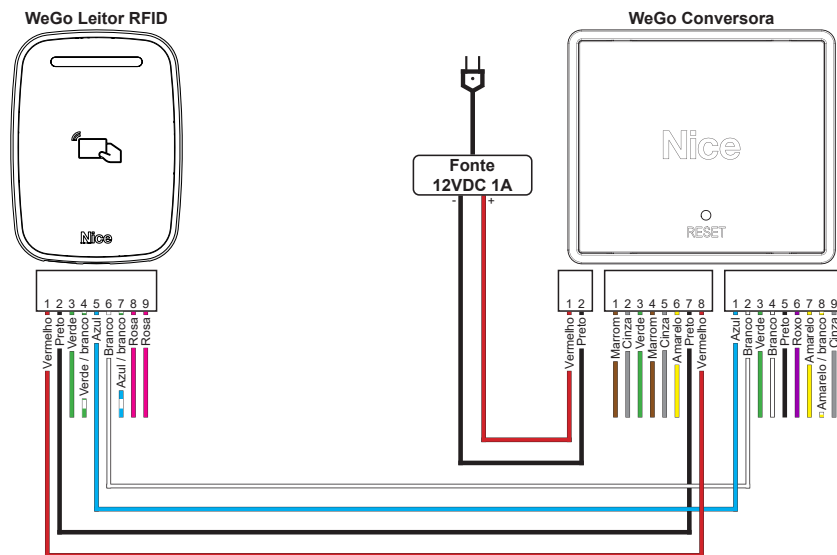 WeGo Leitor RFID
WeGo Conversora
Nice
RESET
Fonte
12VDC 1A
- +
Nice
1 2 3 4 5 6 7 8 9
Vermelho
Preto
Verde
Verde / branco
Azul
Branco
Azul / branco
Rosa
Rosa
1 2
Vermelho
Preto
1 2 3 4 5 6 7 8
Marrom
Cinza
Verde
Marrom
Cinza
Amarelo
Preto
Vermelho
1 2 3 4 5 6 7 8 9
Azul
Branco
Verde
Branco
Preto
Roxo
Amarelo
Amarelo / branco
Cinza